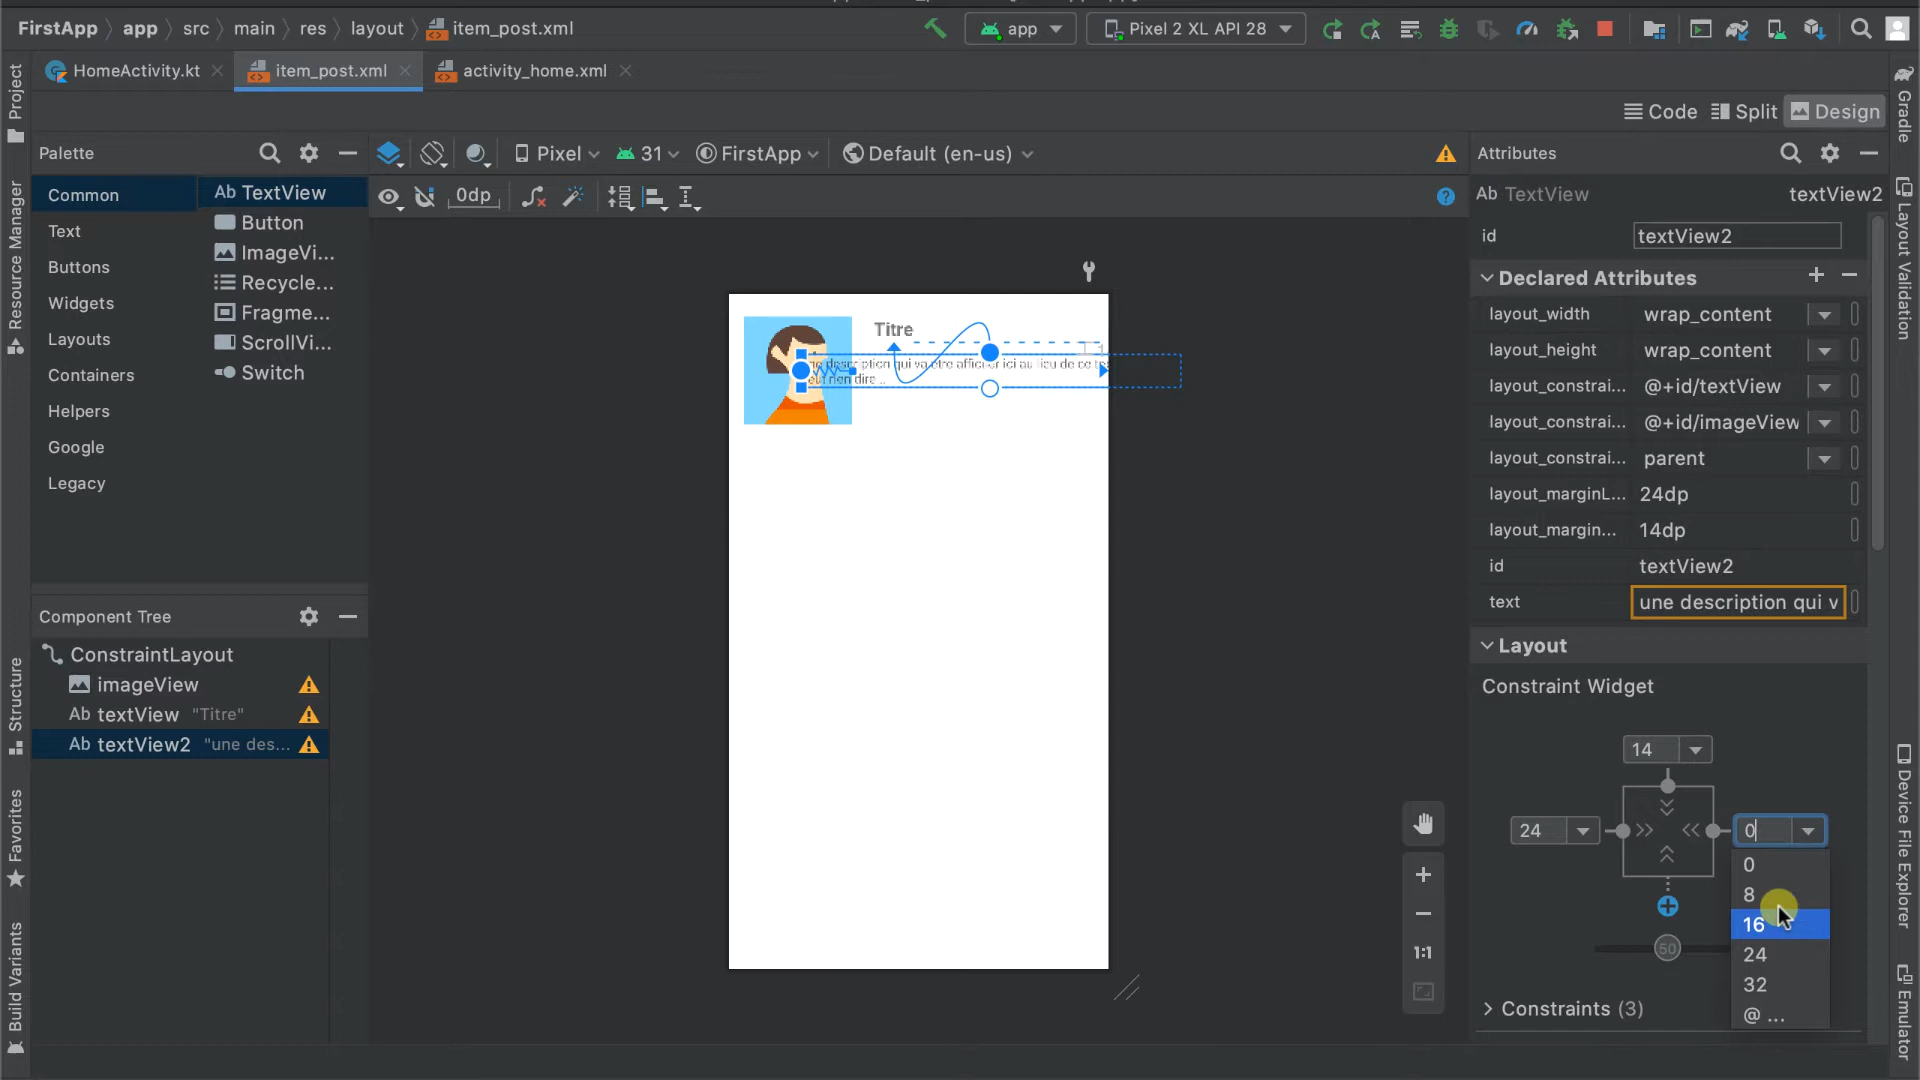 FirstApp app src main res layout item_post.xml
app Pixel 2 XL API 28
HomeActivity.kt item_post.xml activity_home.xml
Code Split Design
Project
Resource Manager
Structure
Favorites
Build Variants
Palette
Common
Text
Buttons
Widgets
Layouts
Containers
Helpers
Google
Legacy
Ab TextView
Button
ImageVi...
Recycle...
Fragme...
ScrollVi...
Switch
Pixel 31 FirstApp Default (en-us)
0dp
Component Tree
ConstraintLayout
imageView
Ab textView "Titre"
Ab textView2 "une des...
Titre
1:1
Attributes
Ab TextView textView2
id textView2
Declared Attributes
layout_width wrap_content
layout_height wrap_content
layout_constrai... @+id/textView
layout_constrai... @+id/imageView
layout_constrai... parent
layout_marginL... 24dp
layout_margin... 14dp
id textView2
text une description qui v
Layout
Constraint Widget
14
24
0
0
8
16
24
32
@ ...
50
Constraints (3)
Gradle
Layout Validation
Device File Explorer
Emulator